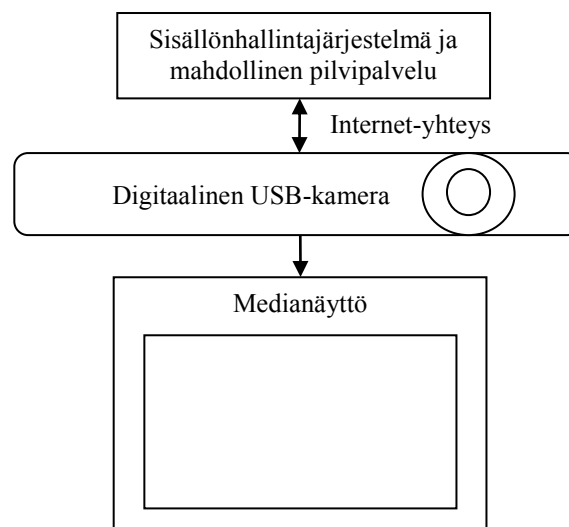 Sisällönhallintajärjestelmä ja
mahdollinen pilvipalvelu
Internet-yhteys
Digitaalinen USB-kamera
Medianäyttö